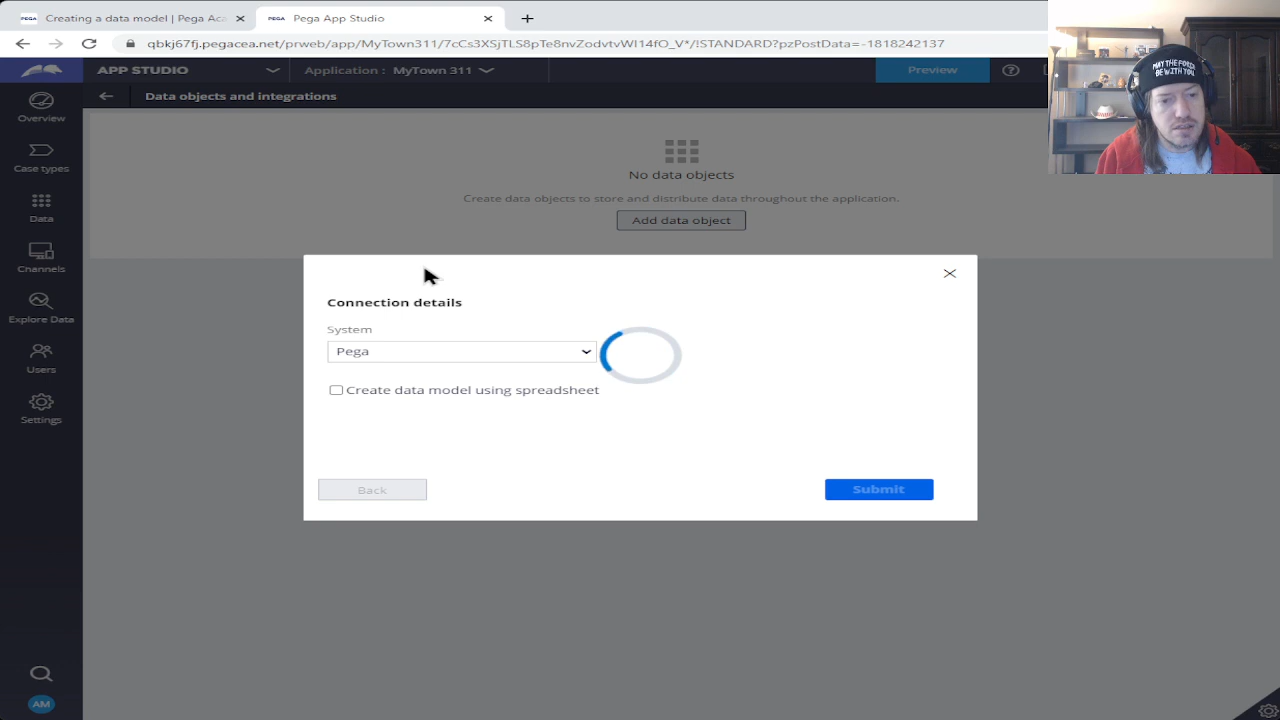 PEGA Creating a data model | Pega Aca
PEGA Pega App Studio
qbkj67fj.pegacea.net/prweb/app/MyTown311/7cCs3XSjTLS8pTe8nvZodvtvWI14fO_V*/!STANDARD?pzPostData=-1818242137
APP STUDIO
Application : MyTown 311
Preview
Data objects and integrations
MAY THE FORCE
BE WITH YOU
Overview
Case types
Data
Channels
Explore Data
Users
Settings
AM
No data objects
Create data objects to store and distribute data throughout the application.
Add data object
Connection details
System
Pega
Create data model using spreadsheet
Back
Submit